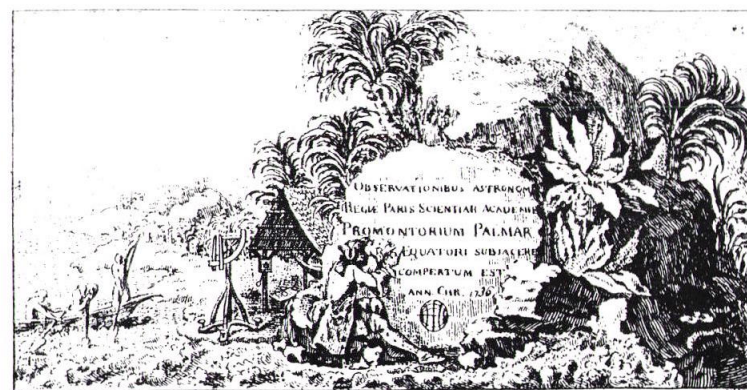 OBSERVATIONIBUS ASTRONOM
REGIÆ PARIS SCIENTIAR ACADEMIÆ
PROMONTORIUM PALMAR
ÆQUATORI SUBJACERE
COMPERTUM EST
ANN. CHR. 1736